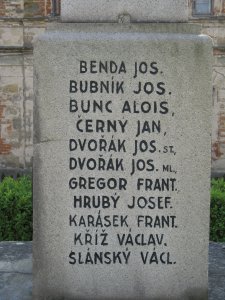 BENDA JOS.
BUBNÍK JOS.
BUNC ALOIS,
ČERNÝ JAN,
DVOŘÁK JOS. ST.,
DVOŘÁK JOS. ML.,
GREGOR FRANT.
HRUBÝ JOSEF.
KARÁSEK FRANT.
KŘÍŽ VÁCLAV.
SLÁNSKÝ VÁCL.